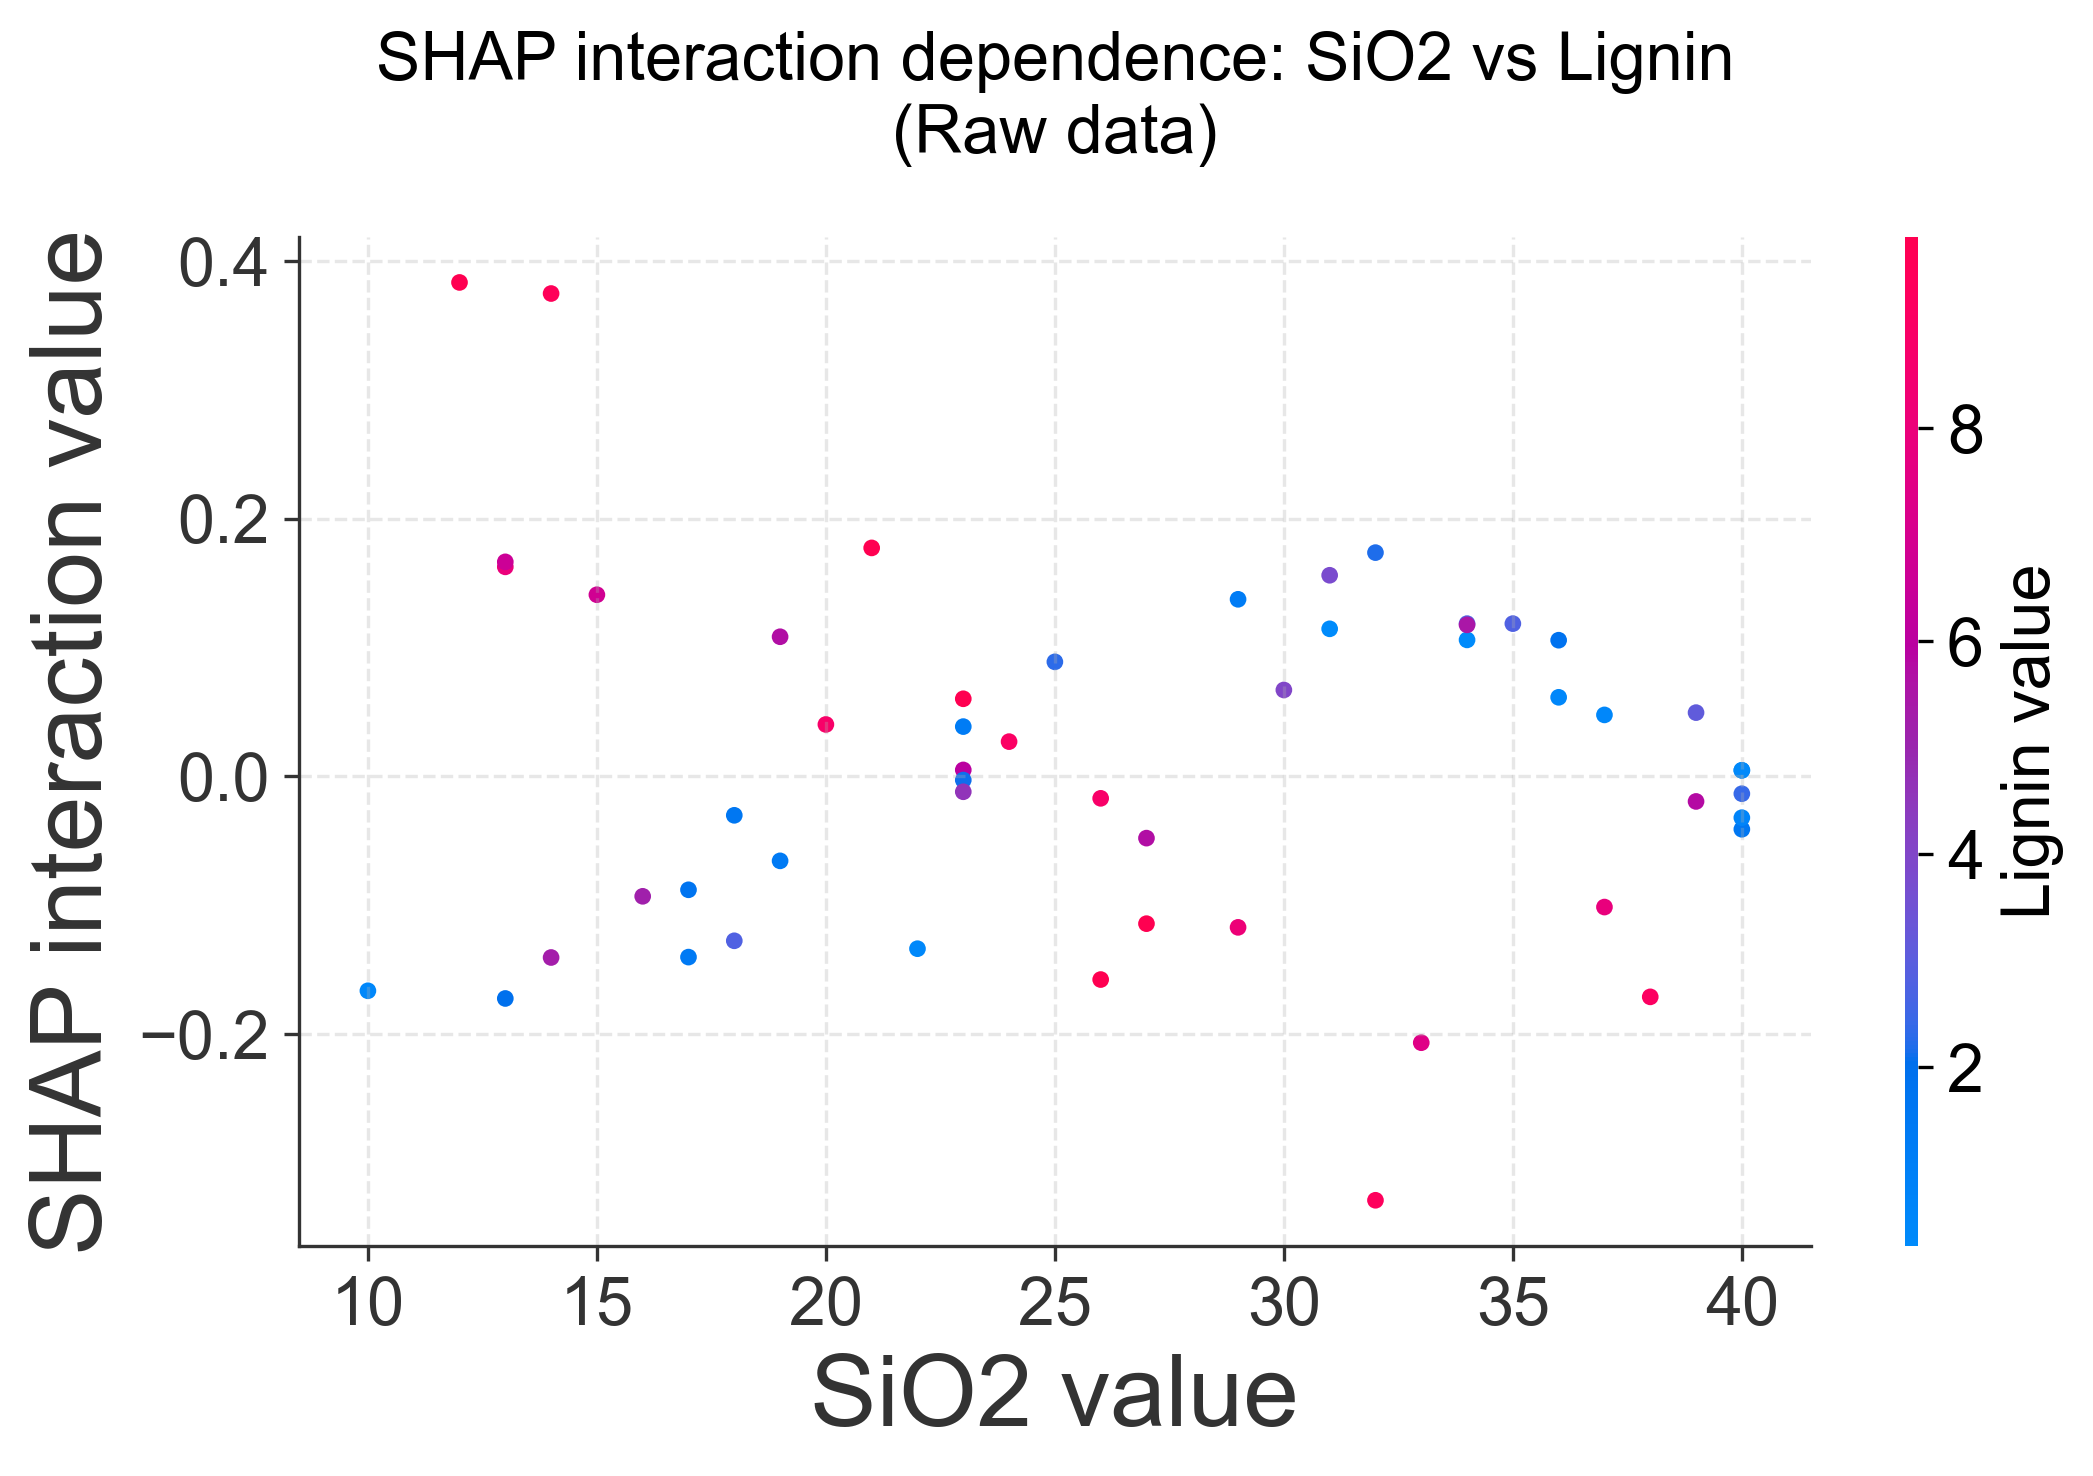 SHAP interaction dependence: SiO2 vs Lignin
(Raw data)
SHAP interaction value
0.4
0.2
0.0
−0.2
10 15 20 25 30 35 40
SiO2 value
8
6
4
2
Lignin value